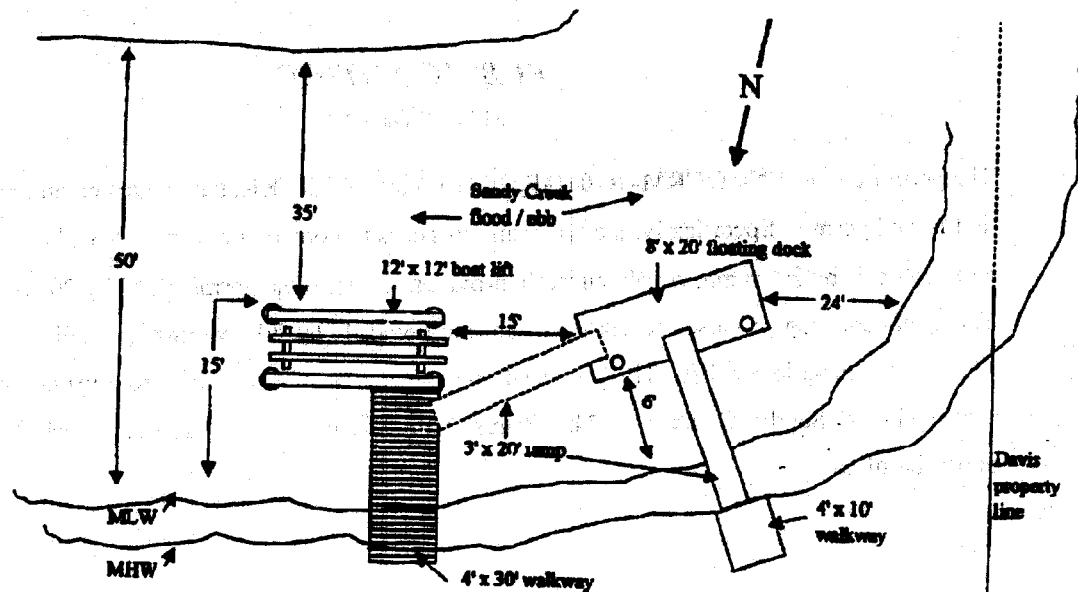 N
Sandy Creek
flood / ebb
35'
50'
8' x 20' floating dock
12' x 12' boat lift
24'
15'
15'
6'
3' x 20' ramp
Davis
property
line
MLW
4' x 10'
walkway
MHW
4' x 30' walkway